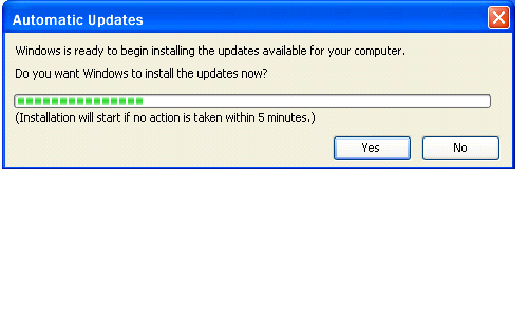 Automatic Updates
Windows is ready to begin installing the updates available for your computer.
Do you want Windows to install the updates now?
(Installation will start if no action is taken within 5 minutes.)
Yes No